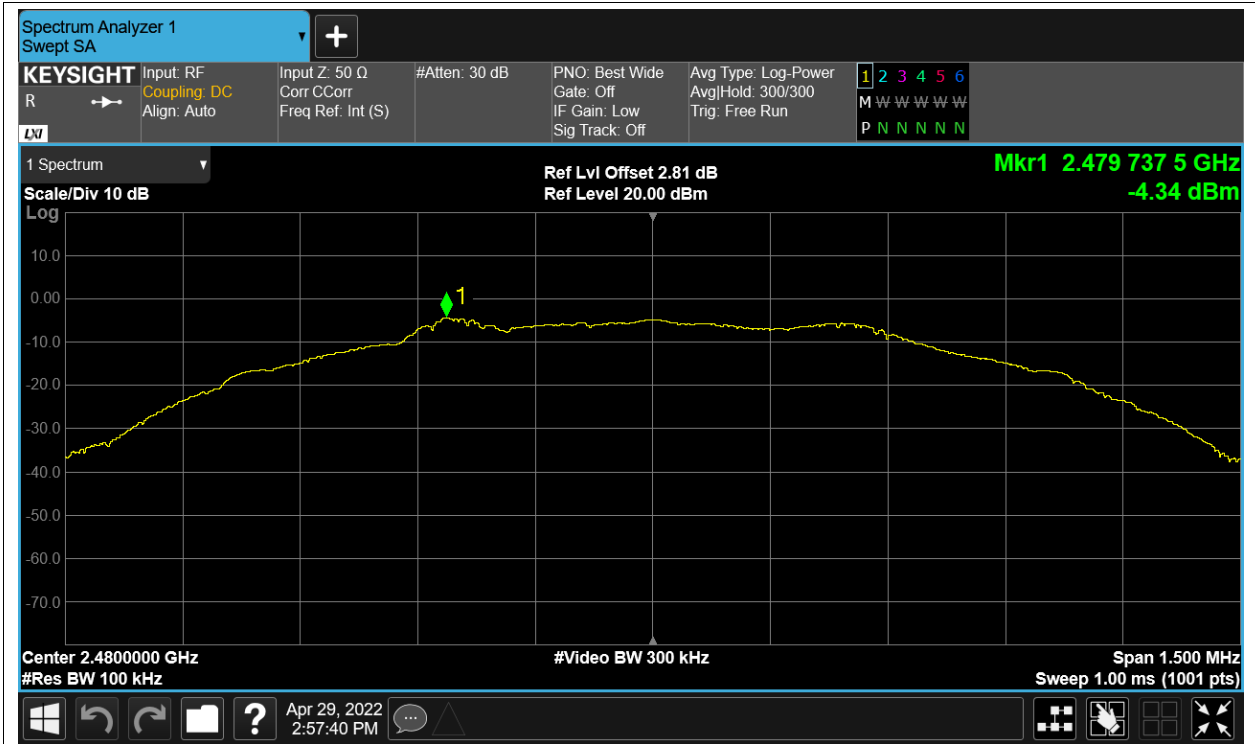 Spectrum Analyzer 1
Swept SA
KEYSIGHT
R
LXI
Input: RF
Coupling: DC
Align: Auto
Input Z: 50 Ω
Corr CCorr
Freq Ref: Int (S)
#Atten: 30 dB
PNO: Best Wide
Gate: Off
IF Gain: Low
Sig Track: Off
Avg Type: Log-Power
Avg|Hold: 300/300
Trig: Free Run
1 2 3 4 5 6
M W W W W W W
P N N N N N N
1 Spectrum
Scale/Div 10 dB
Log
Ref Lvl Offset 2.81 dB
Ref Level 20.00 dBm
Mkr1 2.479 737 5 GHz
-4.34 dBm
10.0
0.00
-10.0
-20.0
-30.0
-40.0
-50.0
-60.0
-70.0
1
Center 2.4800000 GHz
#Res BW 100 kHz
#Video BW 300 kHz
Span 1.500 MHz
Sweep 1.00 ms (1001 pts)
?
Apr 29, 2022
2:57:40 PM